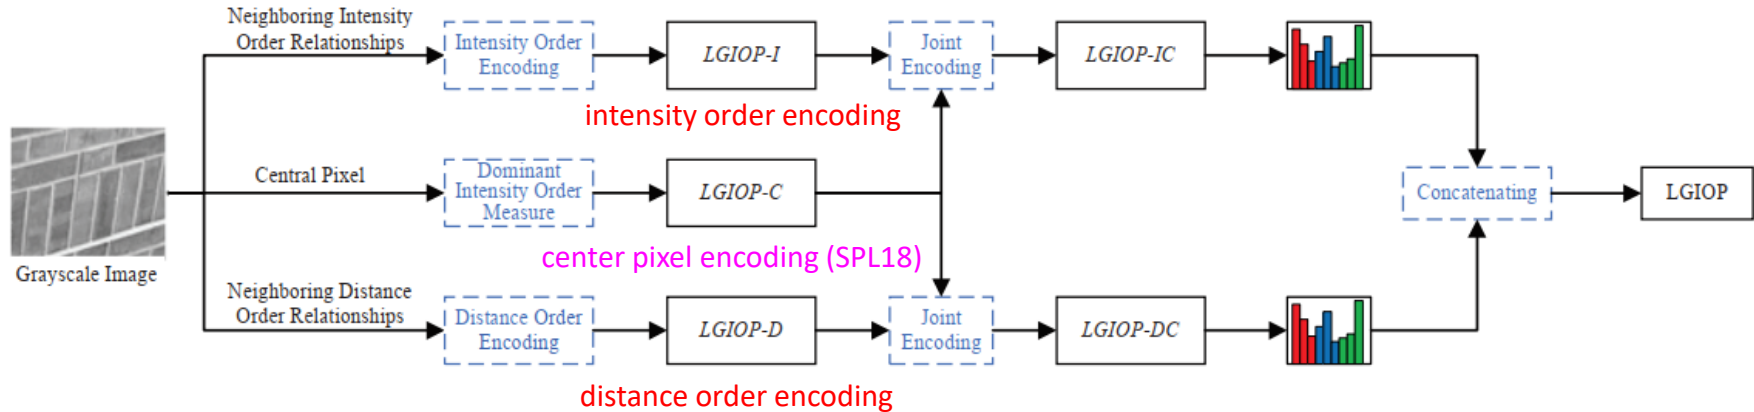 Neighboring Intensity
Order Relationships
Intensity Order
Encoding
LGIOP-I
Joint
Encoding
LGIOP-IC
intensity order encoding
Central Pixel
Dominant
Intensity Order
Measure
LGIOP-C
Concatenating
LGIOP
center pixel encoding (SPL18)
Grayscale Image
Neighboring Distance
Order Relationships
Distance Order
Encoding
LGIOP-D
Joint
Encoding
LGIOP-DC
distance order encoding